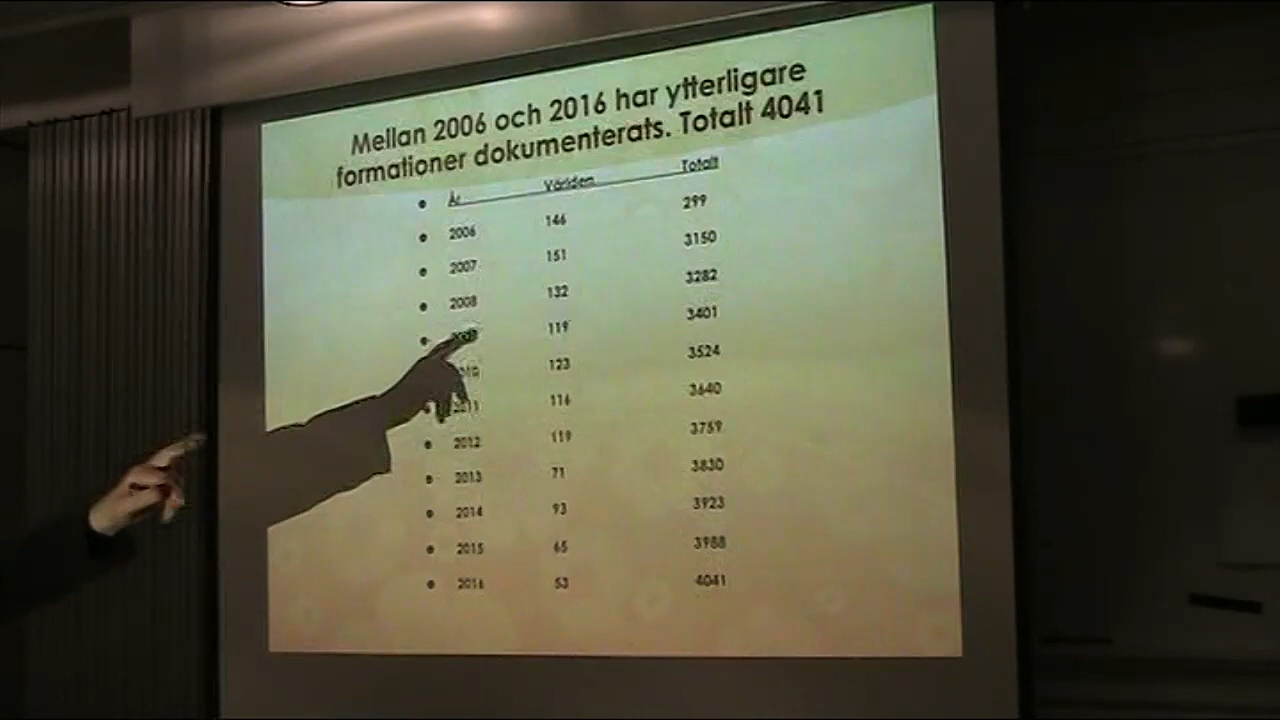 Mellan 2006 och 2016 har ytterligare
formationer dokumenterats. Totalt 4041
År Världen Totalt
2006 146 299
2007 151 3150
2008 132 3282
2009 119 3401
2010 123 3524
2011 116 3640
2012 119 3759
2013 71 3830
2014 93 3923
2015 65 3988
2016 53 4041